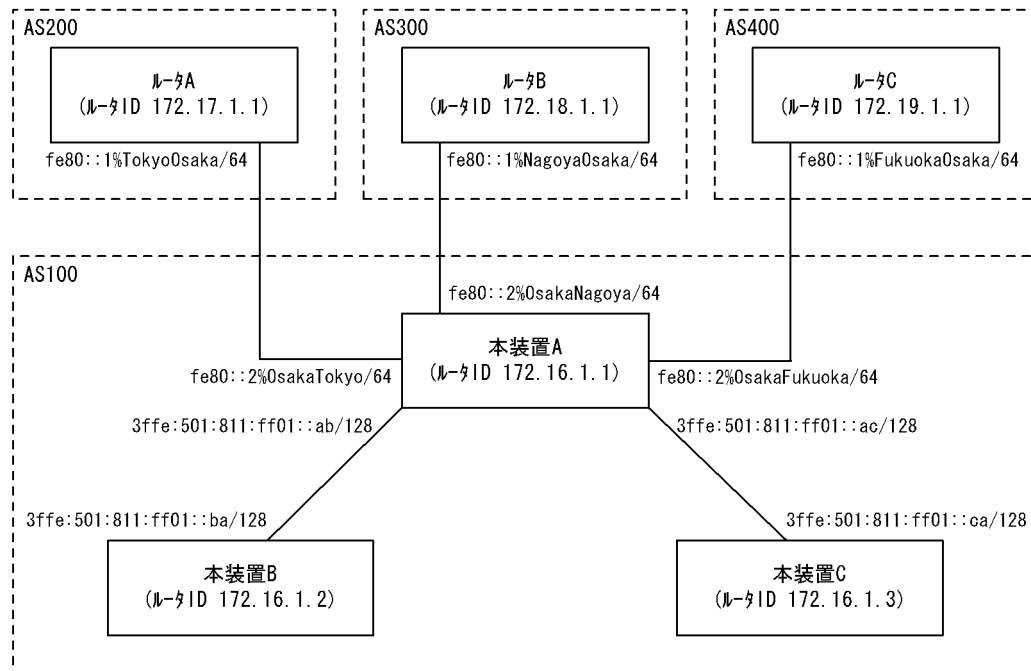 AS200
AS300
AS400
ルータA
(ルータID 172.17.1.1)
ルータB
(ルータID 172.18.1.1)
ルータC
(ルータID 172.19.1.1)
fe80::1%TokyoOsaka/64
fe80::1%NagoyaOsaka/64
fe80::1%FukuokaOsaka/64
AS100
fe80::2%OsakaNagoya/64
本装置A
(ルータID 172.16.1.1)
fe80::2%OsakaTokyo/64
fe80::2%OsakaFukuoka/64
3ffe:501:811:ff01::ab/128
3ffe:501:811:ff01::ac/128
3ffe:501:811:ff01::ba/128
3ffe:501:811:ff01::ca/128
本装置B
(ルータID 172.16.1.2)
本装置C
(ルータID 172.16.1.3)